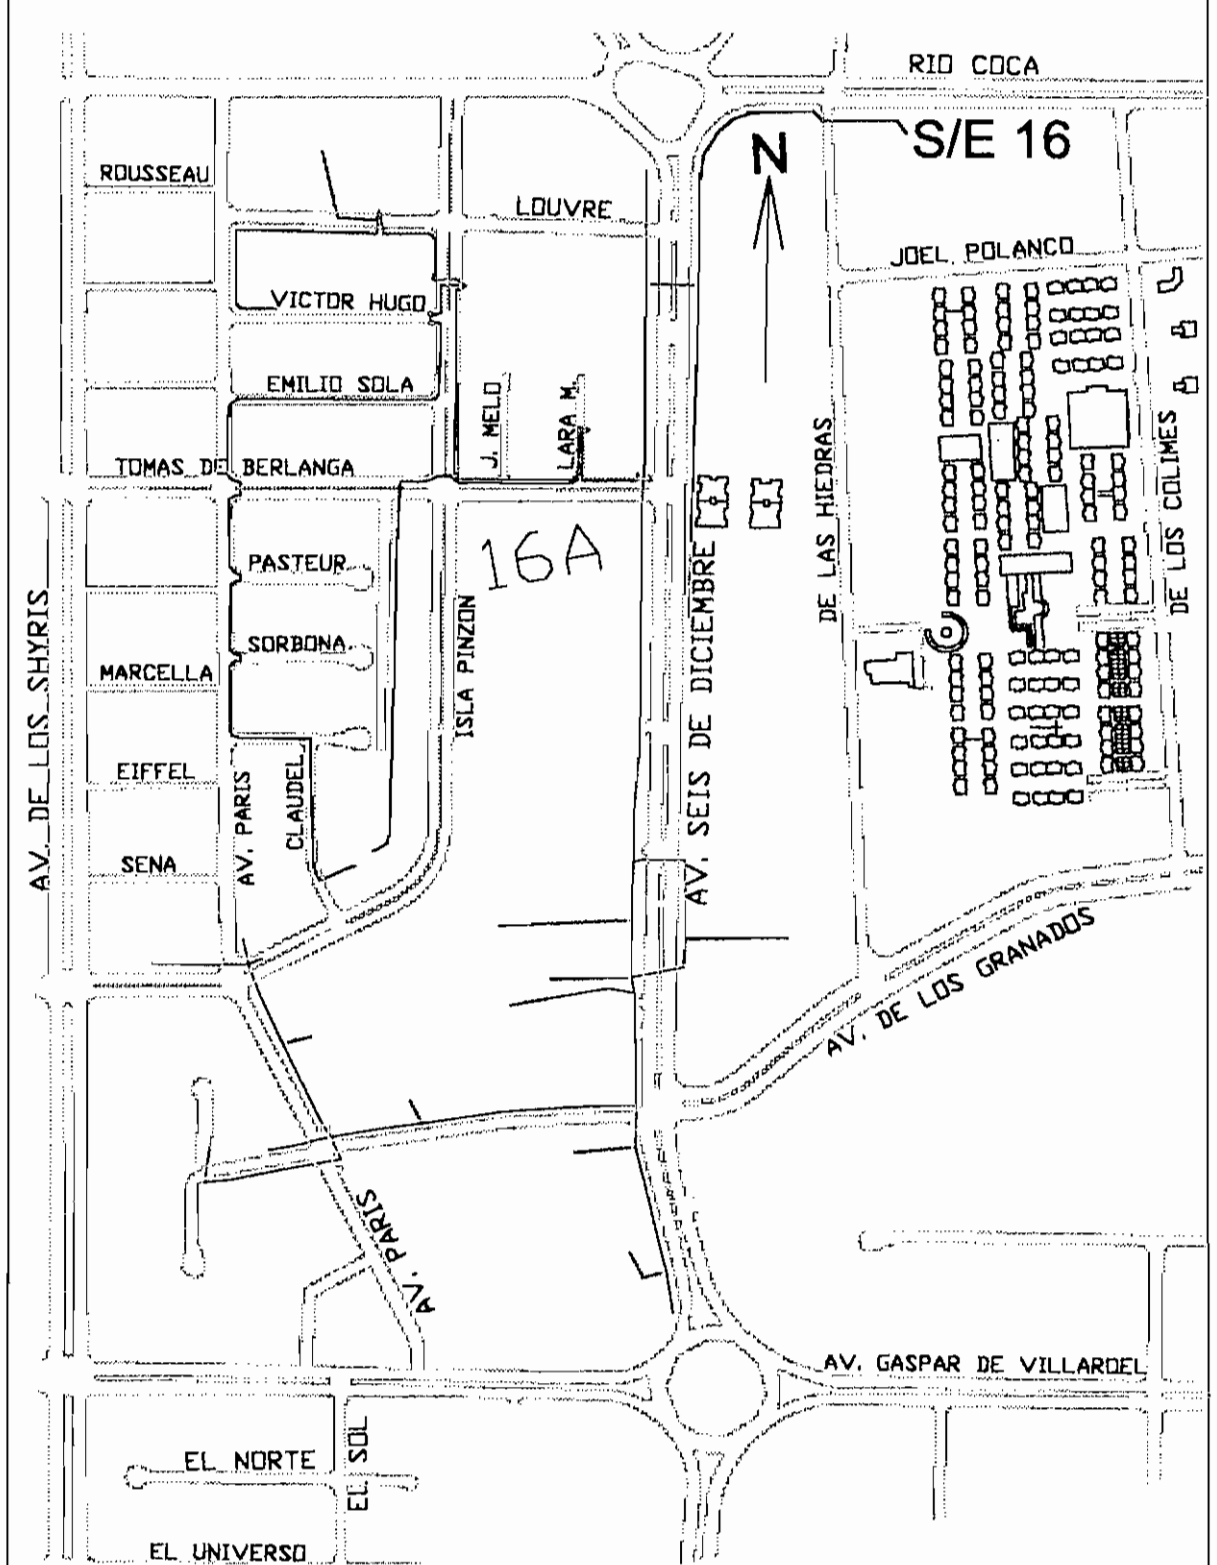 RIO COCA
S/E 16
N
ROUSSEAU
LOUVRE
JOEL POLANCO
VICTOR HUGO
EMILIO SOLA
J. MELO
LARA M.
TOMAS DE BERLANGA
DE LAS HIEDRAS
DE LOS COLIMES
16A
PASTEUR
SORBONA
MARCELLA
ISLA PINZON
AV. SEIS DE DICIEMBRE
AV. DE LOS SHYRIS
EIFFEL
AV. PARIS
CLAUDEL
SENA
AV. DE LOS GRANADOS
AV. PARIS
AV. GASPAR DE VILLAROEL
EL NORTE
EL SOL
EL UNIVERSO